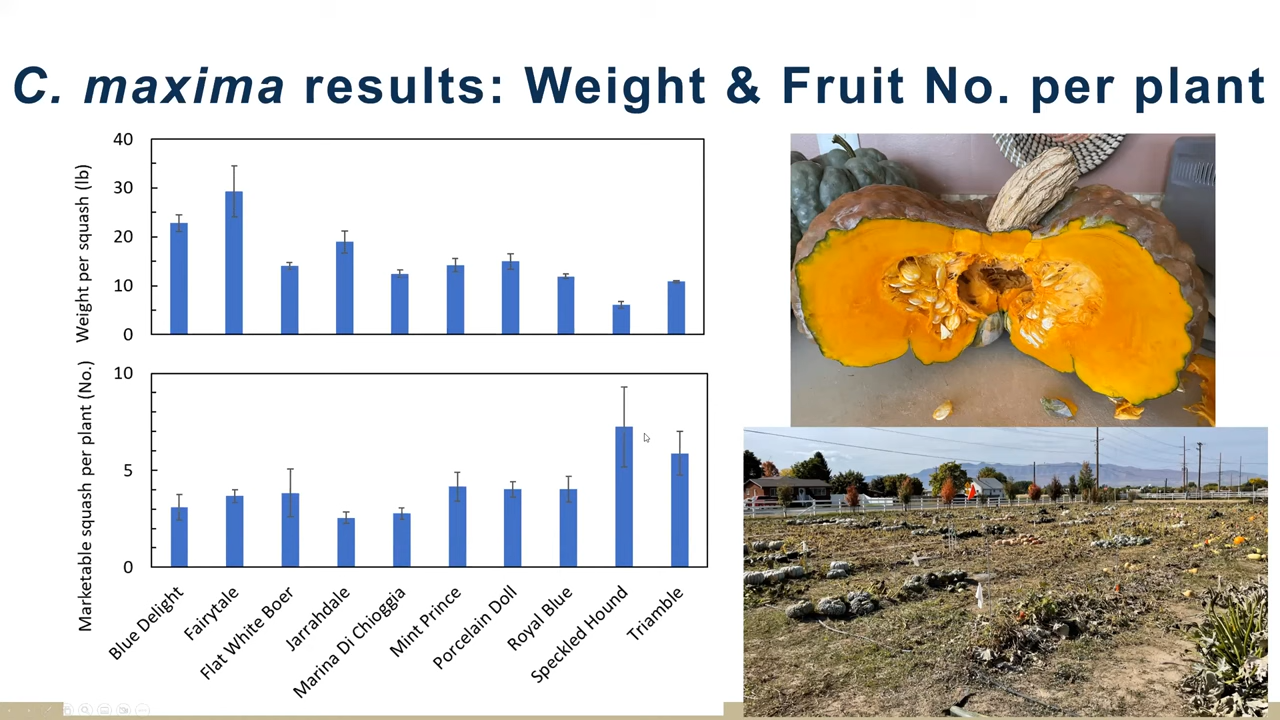 C. maxima results: Weight & Fruit No. per plant
Weight per squash (lb)
40
30
20
10
0
Marketable squash per plant (No.)
10
5
0
Blue Delight
Fairytale
Flat White Boer
Jarrahdale
Marina Di Chioggia
Mint Prince
Porcelain Doll
Royal Blue
Speckled Hound
Triamble